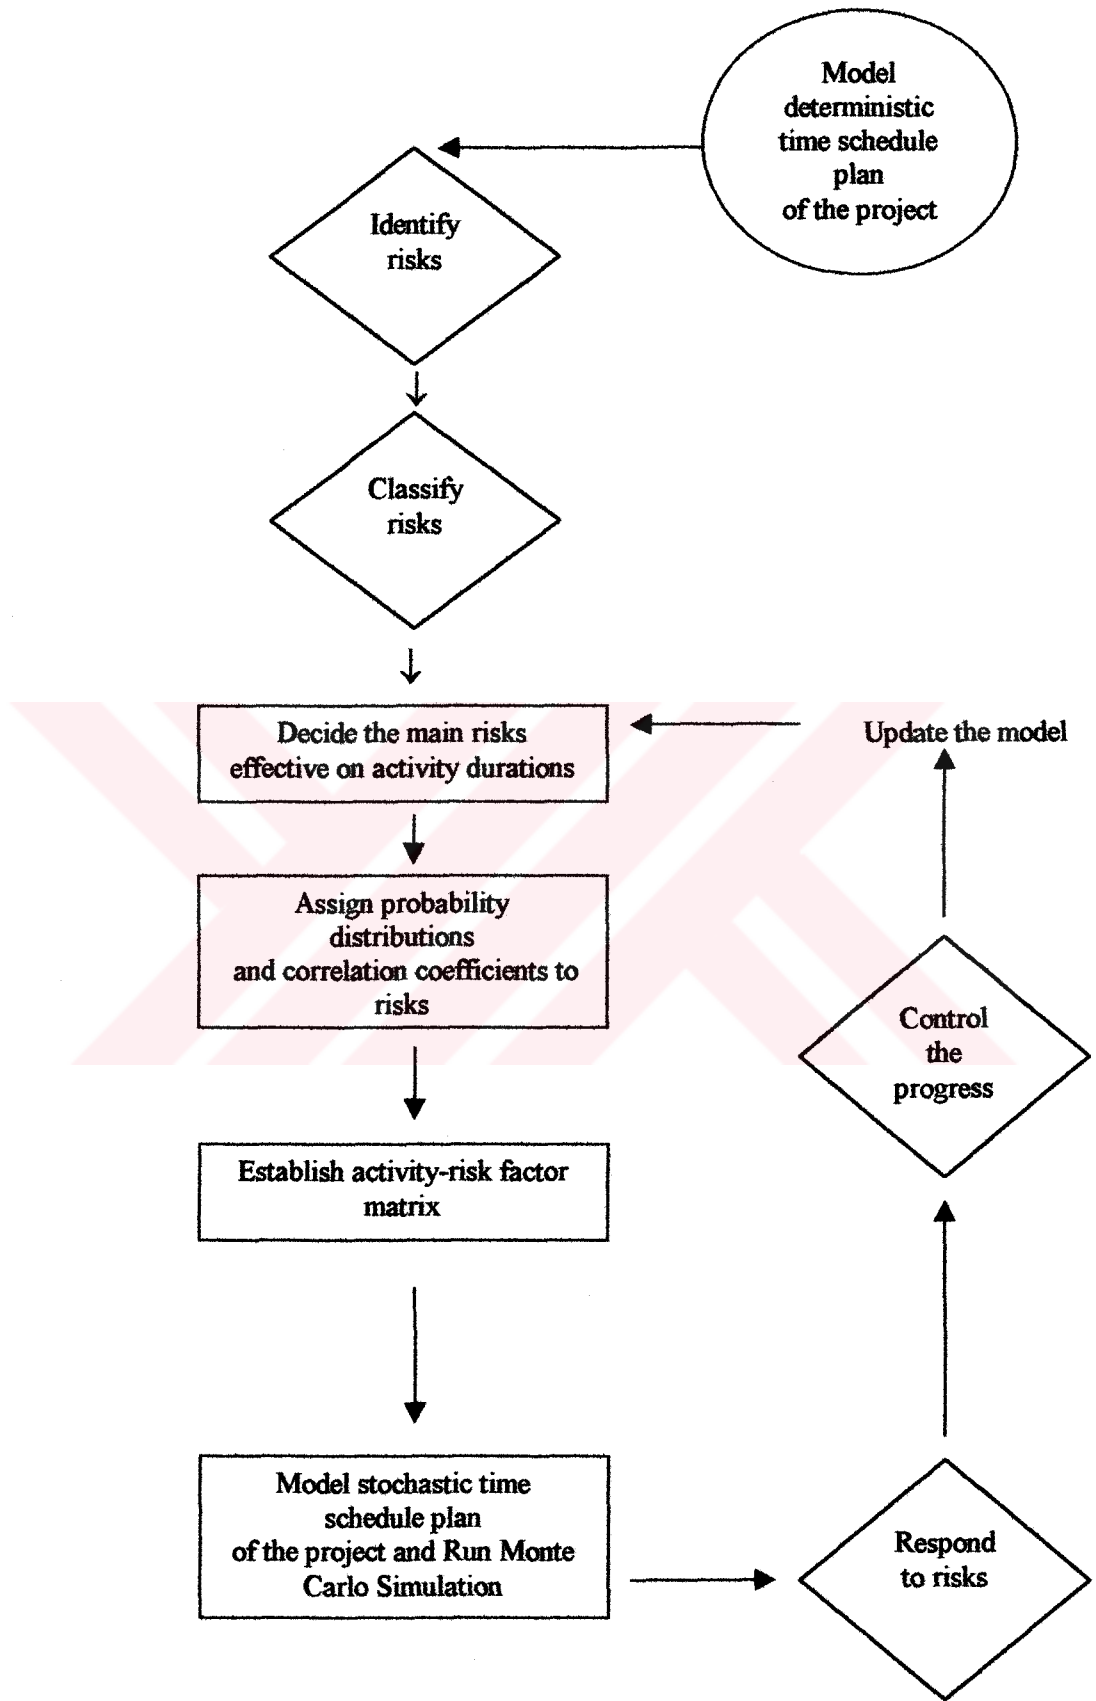 Model
deterministic
time schedule
plan
of the project
Identify
risks
Classify
risks
Decide the main risks
effective on activity durations
Update the model
Assign probability
distributions
and correlation coefficients to
risks
Control
the
progress
Establish activity-risk factor
matrix
Model stochastic time
schedule plan
of the project and Run Monte
Carlo Simulation
Respond
to risks